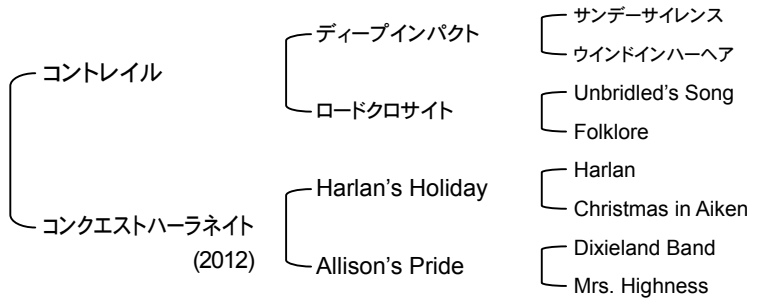 コントレイル
ディープインパクト
サンデーサイレンス
ウインドインハーヘア
ロードクロサイト
Unbridled's Song
Folklore
コンクエストハーラネイト
(2012)
Harlan's Holiday
Harlan
Christmas in Aiken
Allison's Pride
Dixieland Band
Mrs. Highness